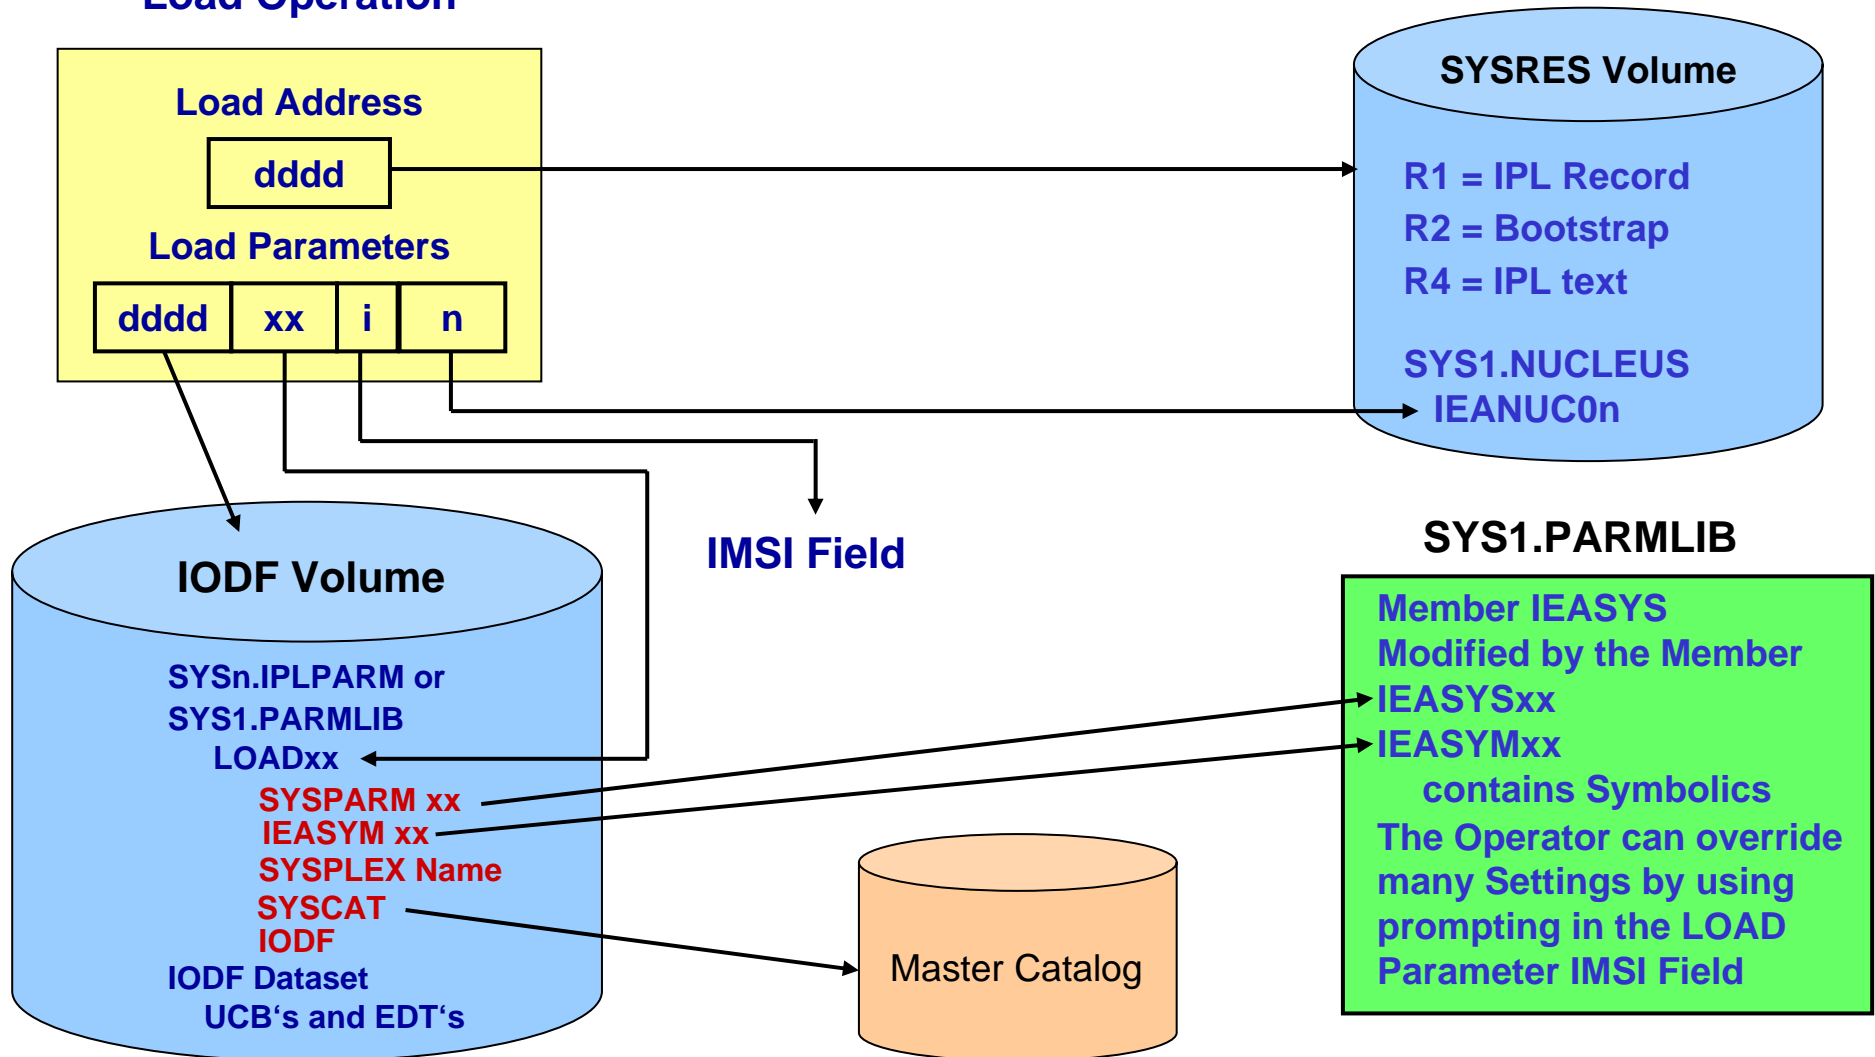 Load Operation
Load Address
dddd
Load Parameters
dddd xx i n
SYSRES Volume
R1 = IPL Record
R2 = Bootstrap
R4 = IPL text
SYS1.NUCLEUS
IEANUC0n
IMSI Field
IODF Volume
SYSn.IPLPARM or
SYS1.PARMLIB
LOADxx
SYSPARM xx
IEASYM xx
SYSPLEX Name
SYSCAT
IODF
IODF Dataset
UCB‘s and EDT‘s
Master Catalog
SYS1.PARMLIB
Member IEASYS
Modified by the Member
IEASYSxx
IEASYMxx
contains Symbolics
The Operator can override
many Settings by using
prompting in the LOAD
Parameter IMSI Field